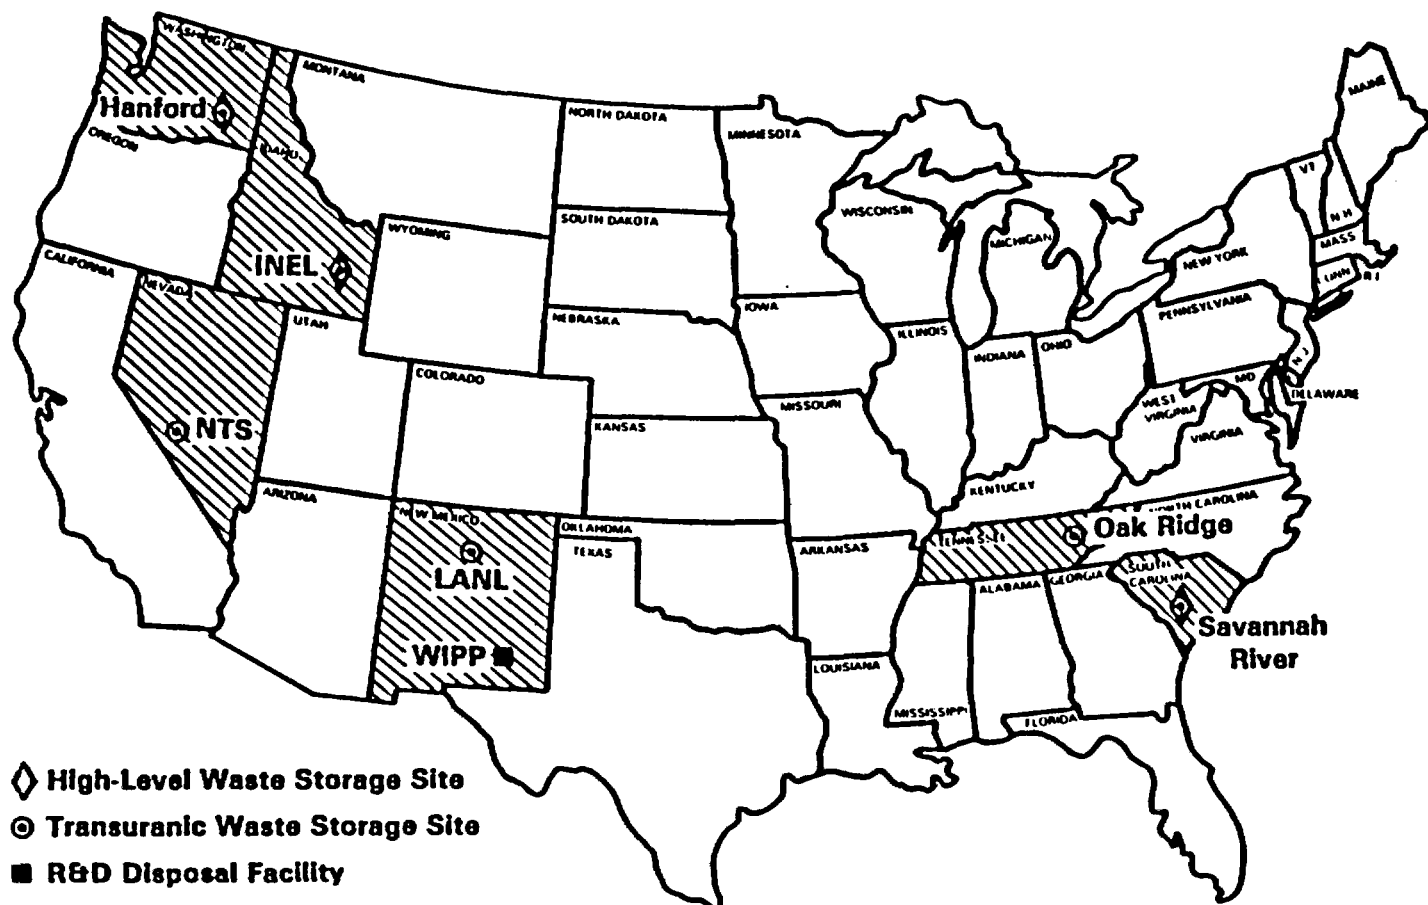 WASHINGTON
MONTANA
Hanford
OREGON
IDAHO
NORTH DAKOTA
MINNESOTA
MAINE
VT
N H
WYOMING
SOUTH DAKOTA
WISCONSIN
MICHIGAN
MASS
NEW YORK
R I
INEL
CALIFORNIA
NEVADA
UTAH
NEBRASKA
IOWA
ILLINOIS
INDIANA
OHIO
PENNSYLVANIA
N J
MD
DELAWARE
COLORADO
MISSOURI
WEST
VIRGINIA
NTS
KANSAS
VIRGINIA
ARIZONA
NEW MEXICO
KENTUCKY
OKLAHOMA
TEXAS
TENNESSEE
Oak Ridge
ARKANSAS
LANL
ALABAMA
GEORGIA
SOUTH
CAROLINA
Savannah
River
WIPP
LOUISIANA
MISSISSIPPI
FLORIDA
High-Level Waste Storage Site
Transuranic Waste Storage Site
R&D Disposal Facility